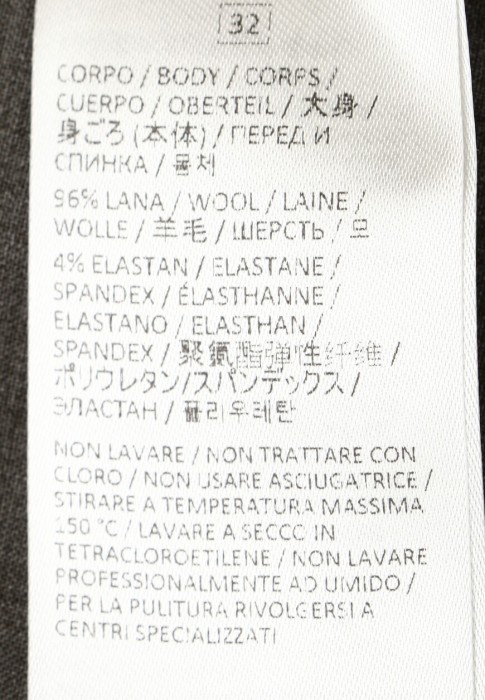 32
CORPO / BODY / CORPS /
CUERPO / OBERTEIL / 大身 /
身ごろ (本体) / ПЕРЕД И
СПИНКА / 몸체
96% LANA / WOOL / LAINE /
WOLLE / 羊毛 / ШЕРСТЬ / 모
4% ELASTAN / ELASTANE /
SPANDEX / ÉLASTHANNE /
ELASTANO / ELASTHAN /
SPANDEX / 聚氨酯弹性纤维 /
ポリウレタン/スパンデックス /
ЭЛАСТАН / 폴리우레탄
NON LAVARE / NON TRATTARE CON
CLORO / NON USARE ASCIUGATRICE /
STIRARE A TEMPERATURA MASSIMA
150 °C / LAVARE A SECCO IN
TETRACLOROETILENE / NON LAVARE
PROFESSIONALMENTE AD UMIDO /
PER LA PULITURA RIVOLGERSI A
CENTRI SPECIALIZZATI